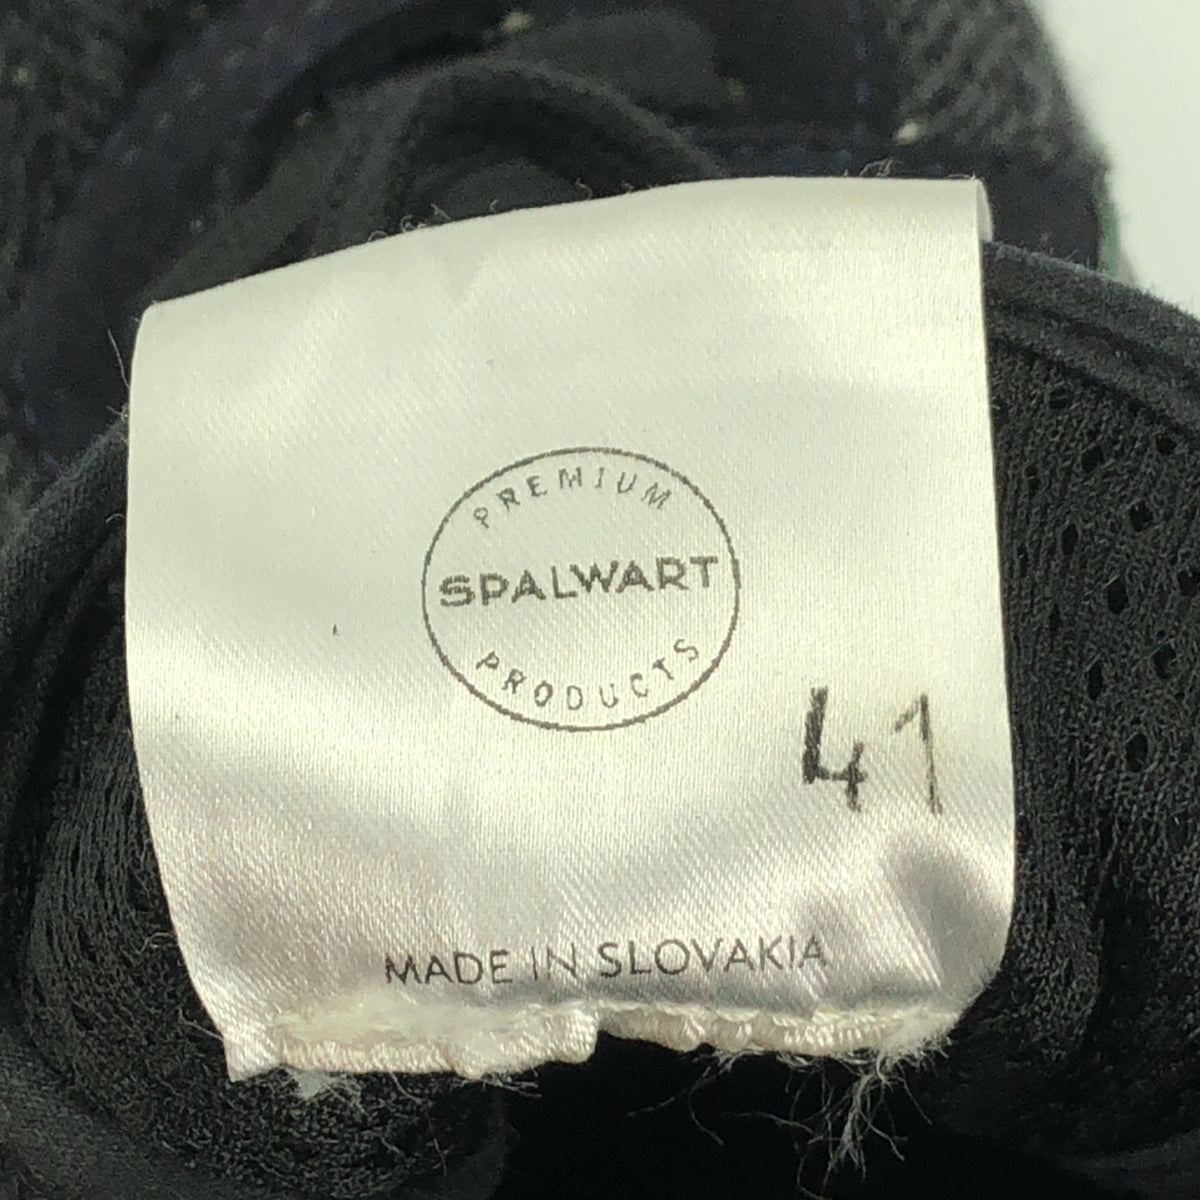 PREMIUM
SPALWART
PRODUCTS
41
MADE IN SLOVAKIA